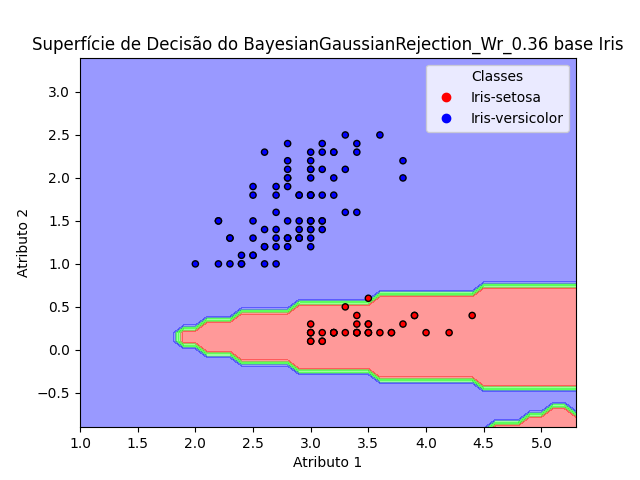 Superfície de Decisão do BayesianGaussianRejection_Wr_0.36 base Iris
Classes
Iris-setosa
Iris-versicolor
Atributo 2
3.0
2.5
2.0
1.5
1.0
0.5
0.0
−0.5
1.0 1.5 2.0 2.5 3.0 3.5 4.0 4.5 5.0
Atributo 1